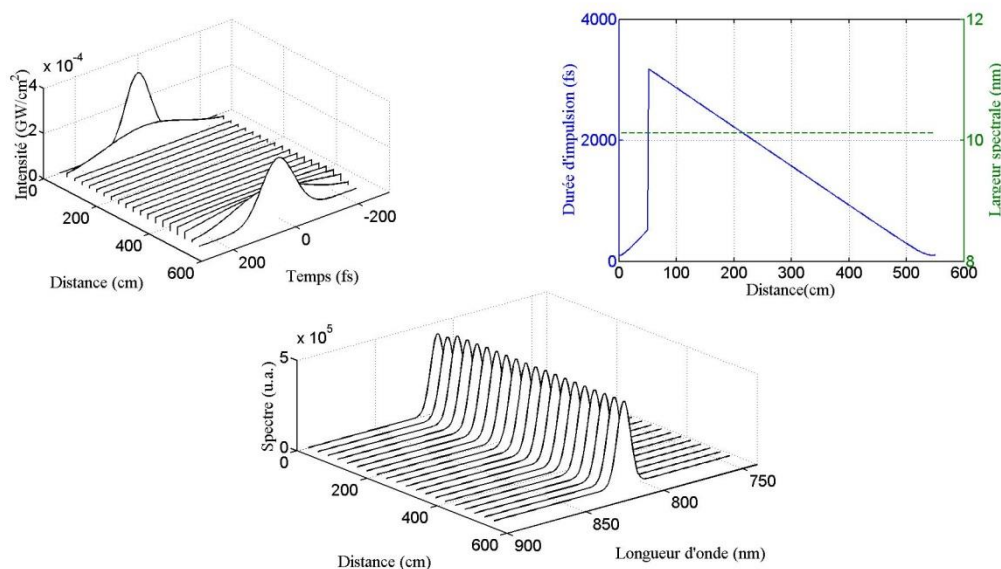 x 10⁻⁴
Intensité (GW/cm²)
4
2
0
0
200
400
600
200
0
-200
Distance (cm)
Temps (fs)
4000
2000
0
Durée d'impulsion (fs)
12
10
8
Largeur spectrale (nm)
0 100 200 300 400 500 600
Distance(cm)
x 10⁵
5
0
Spectre (u.a.)
0
200
400
600
900
850
800
750
Distance (cm)
Longueur d'onde (nm)